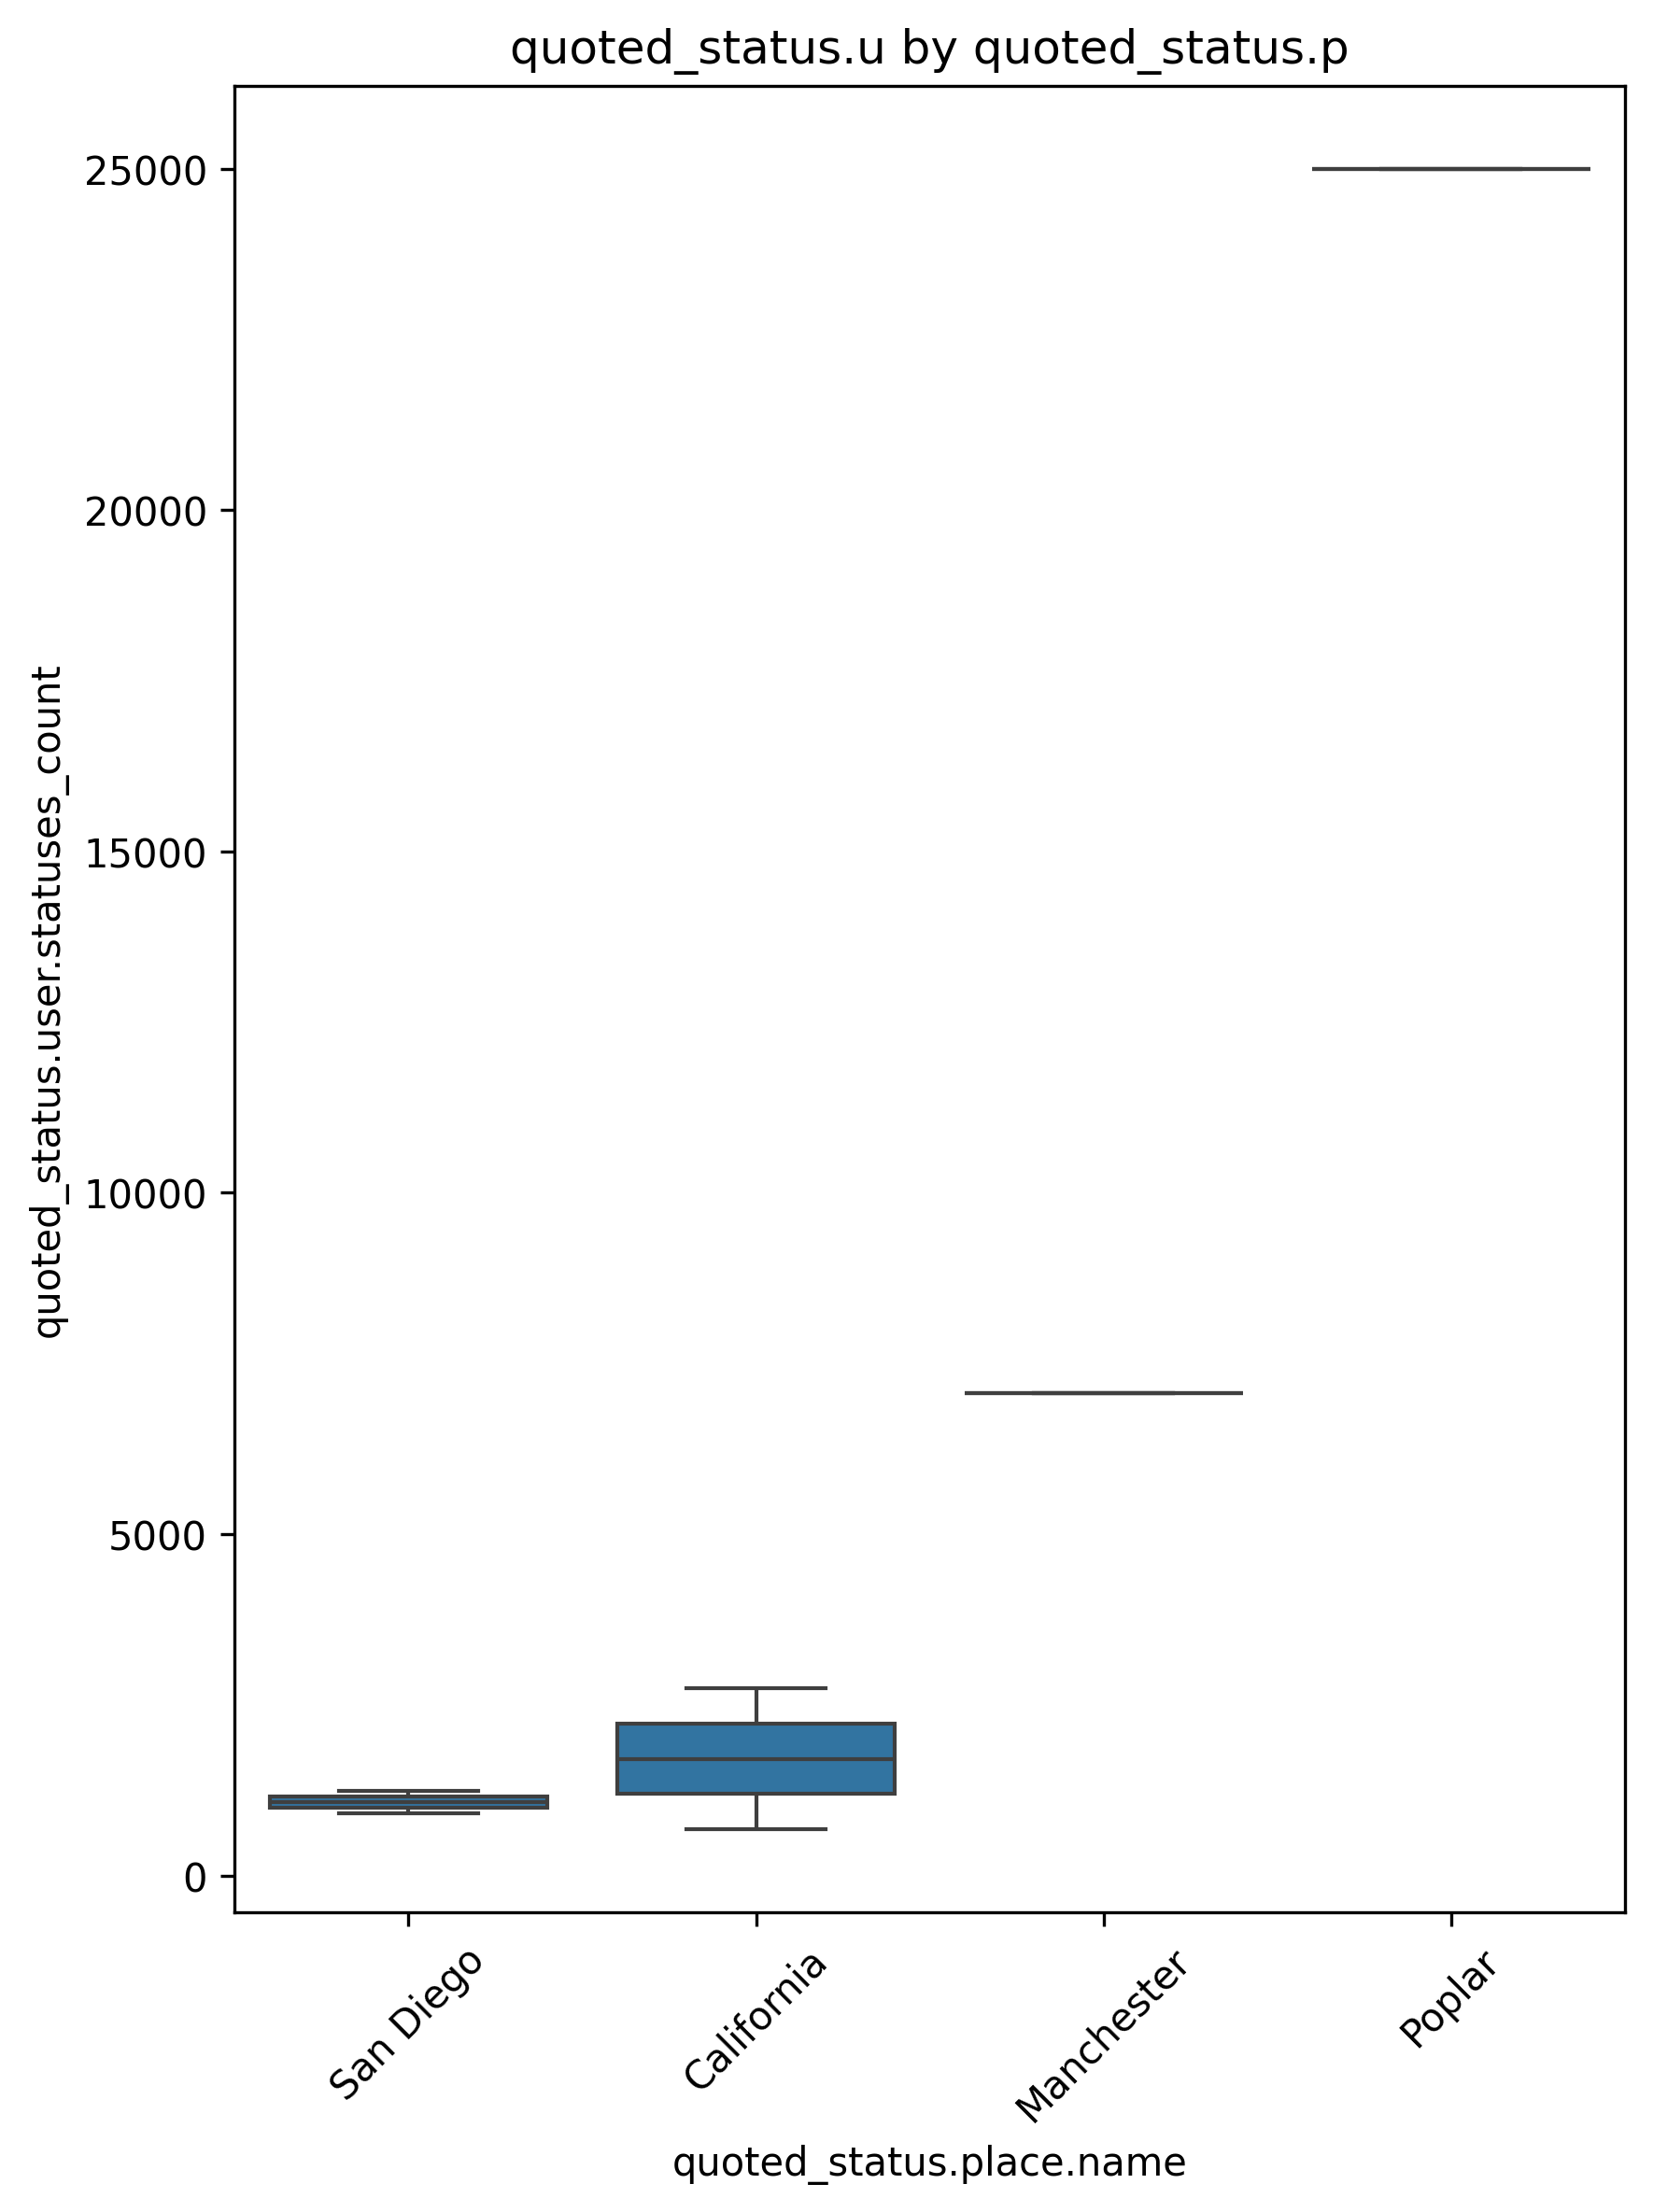 quoted_status.u by quoted_status.p
quoted_status.user.statuses_count
25000
20000
15000
10000
5000
0
San Diego
California
Manchester
Poplar
quoted_status.place.name